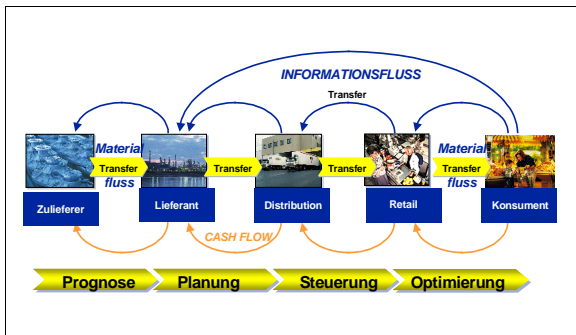 INFORMATIONSFLUSS
Transfer
Material
Transfer
fluss
Transfer
Transfer
Material
Transfer
fluss
Zulieferer
Lieferant
Distribution
Retail
Konsument
CASH FLOW
Prognose
Planung
Steuerung
Optimierung